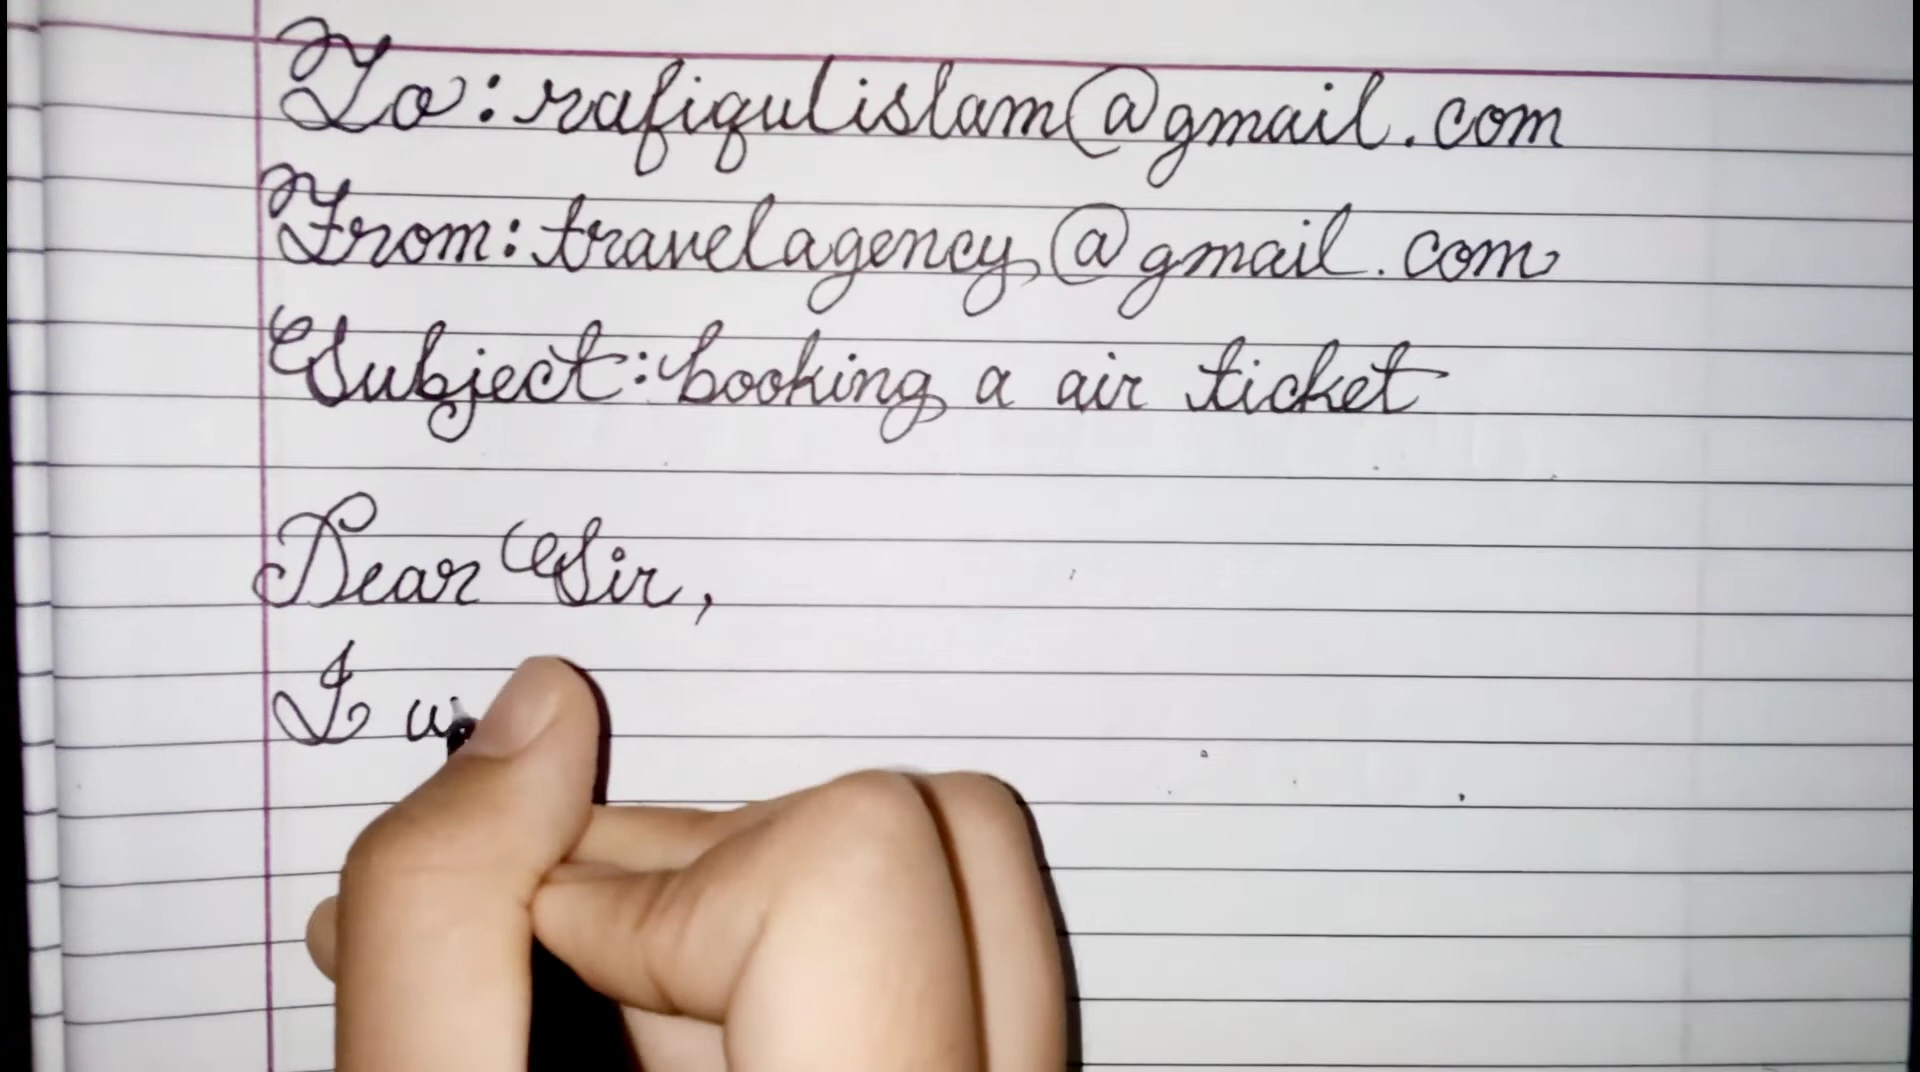 To: rafiqulislam@gmail.com
From: travelagency@gmail.com
Subject: booking a air ticket
Dear Sir,
I